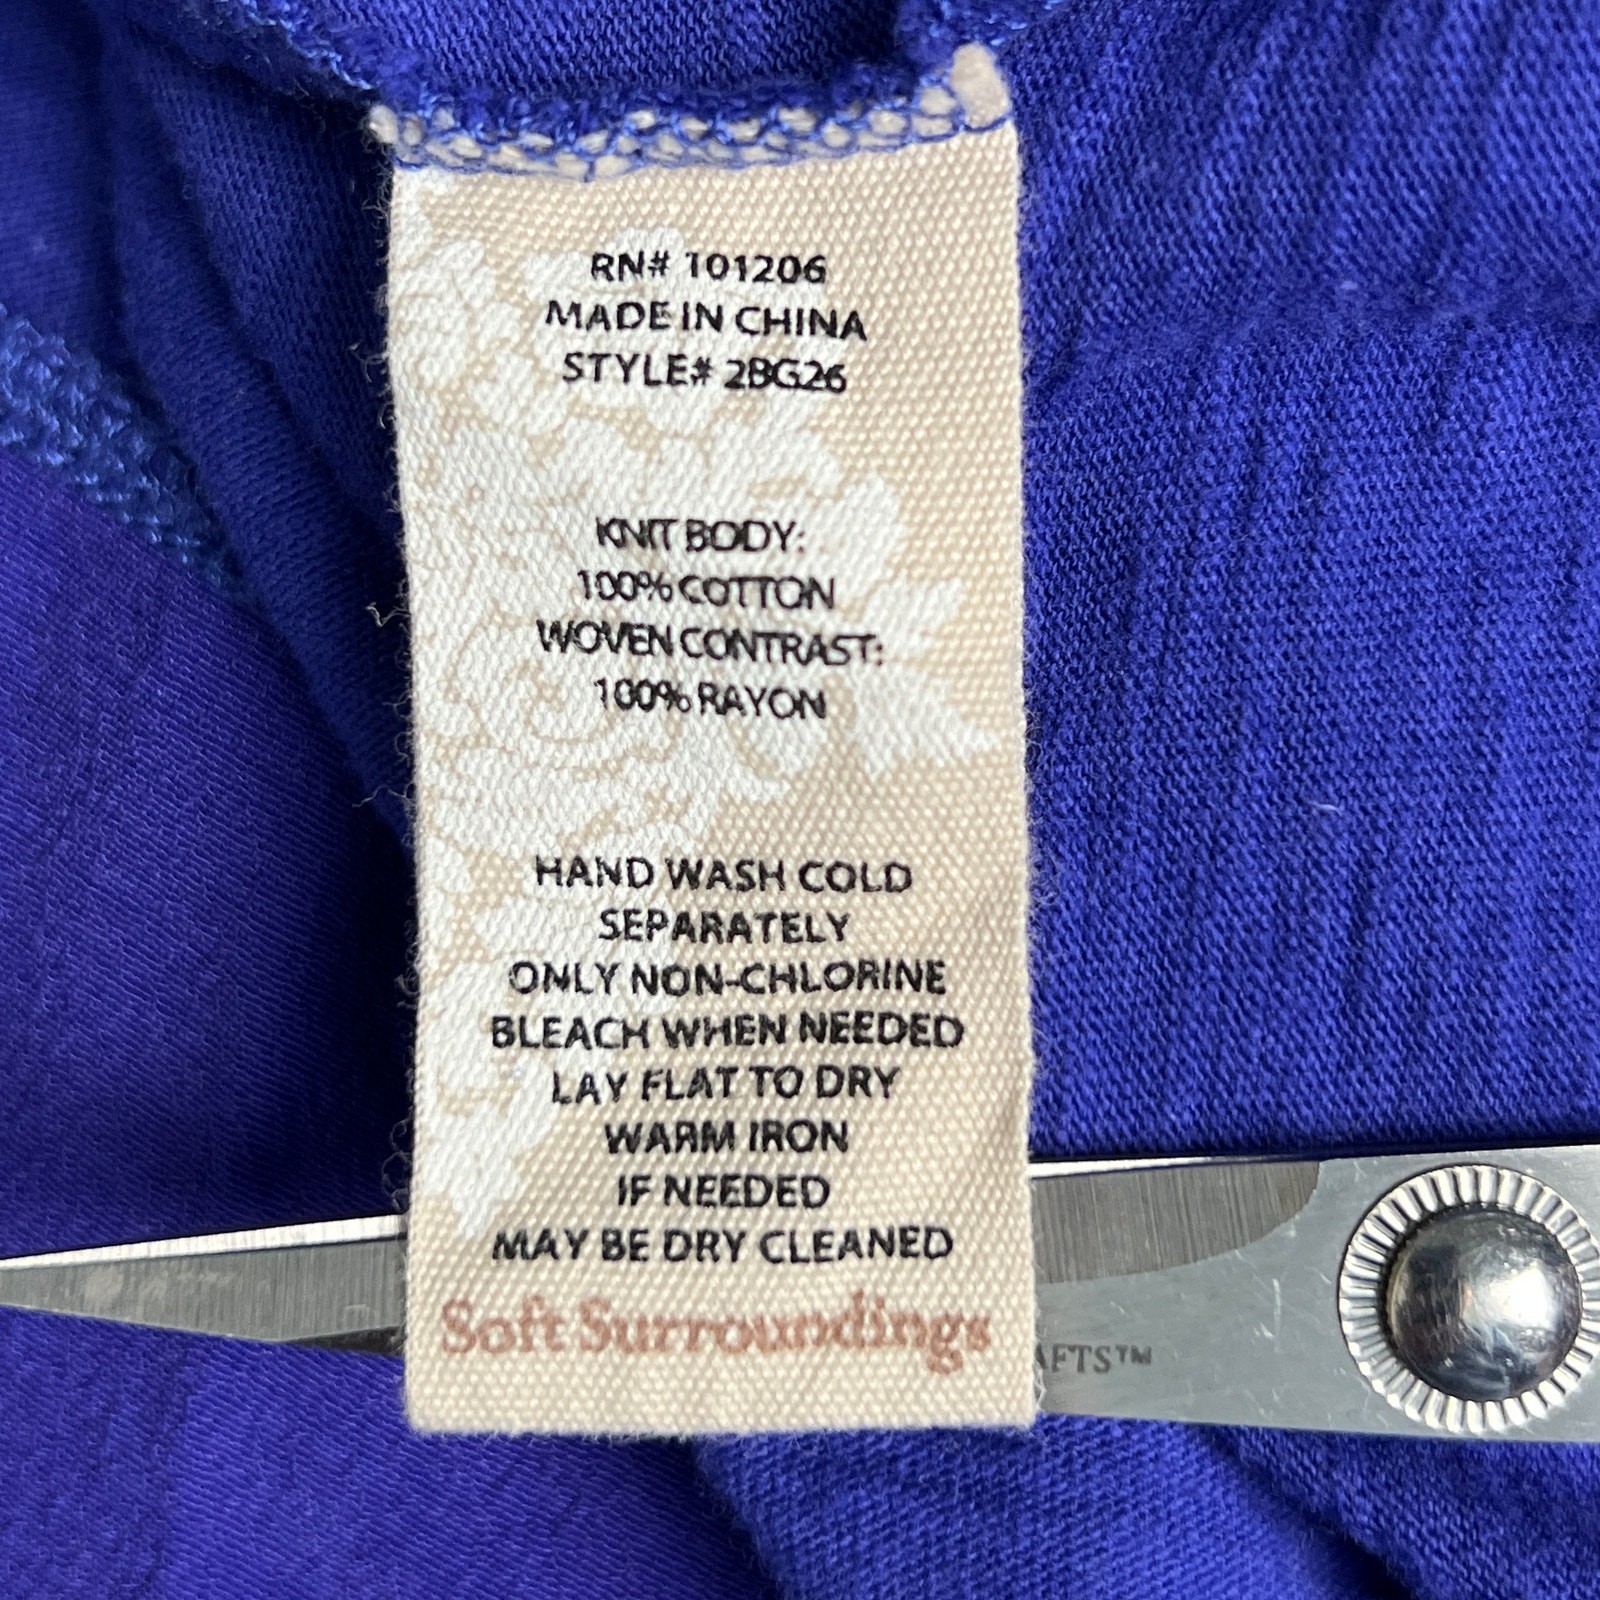 RN# 101206
MADE IN CHINA
STYLE# 2BG26
KNIT BODY:
100% COTTON
WOVEN CONTRAST:
100% RAYON
HAND WASH COLD
SEPARATELY
ONLY NON-CHLORINE
BLEACH WHEN NEEDED
LAY FLAT TO DRY
WARM IRON
IF NEEDED
MAY BE DRY CLEANED
Soft Surroundings
AFTS™